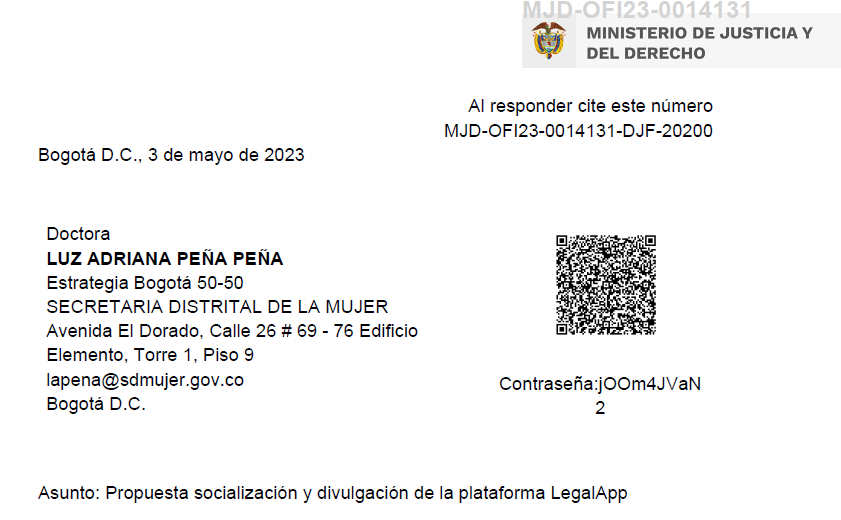 MJD-OFI23-0014131
MINISTERIO DE JUSTICIA Y
DEL DERECHO
Al responder cite este número
MJD-OFI23-0014131-DJF-20200
Bogotá D.C., 3 de mayo de 2023
Doctora
LUZ ADRIANA PEÑA PEÑA
Estrategia Bogotá 50-50
SECRETARIA DISTRITAL DE LA MUJER
Avenida El Dorado, Calle 26 # 69 - 76 Edificio
Elemento, Torre 1, Piso 9
lapena@sdmujer.gov.co
Bogotá D.C.
Contraseña:jOOm4JVaN
2
Asunto: Propuesta socialización y divulgación de la plataforma LegalApp